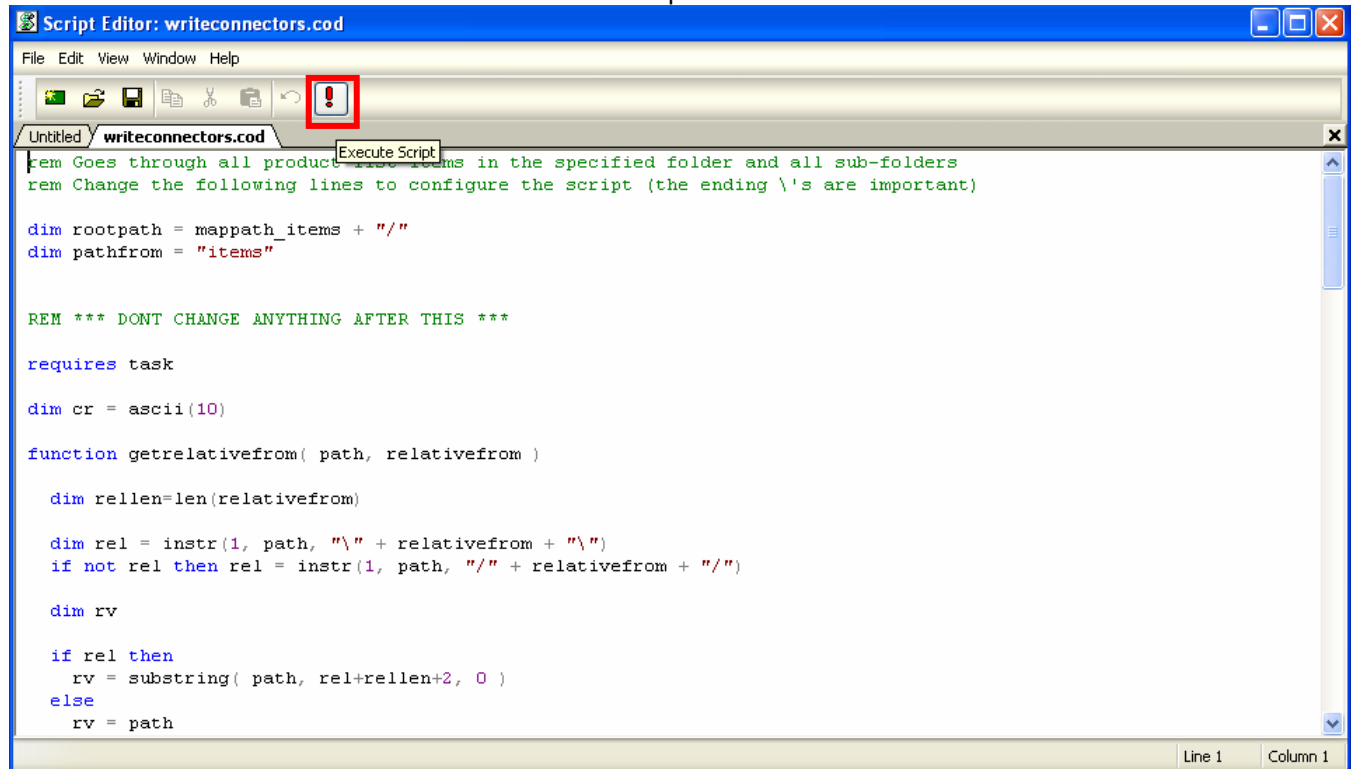 Script Editor: writeconnectors.cod
File Edit View Window Help
Untitled writeconnectors.cod
Execute Script
rem Goes through all product list items in the specified folder and all sub-folders
rem Change the following lines to configure the script (the ending \'s are important)
dim rootpath = mappath_items + "/"
dim pathfrom = "items"
REM *** DONT CHANGE ANYTHING AFTER THIS ***
requires task
dim cr = ascii(10)
function getrelativefrom( path, relativefrom )
dim rellen=len(relativefrom)
dim rel = instr(1, path, "\" + relativefrom + "\")
if not rel then rel = instr(1, path, "/" + relativefrom + "/")
dim rv
if rel then
rv = substring( path, rel+rellen+2, 0 )
else
rv = path
Line 1 Column 1